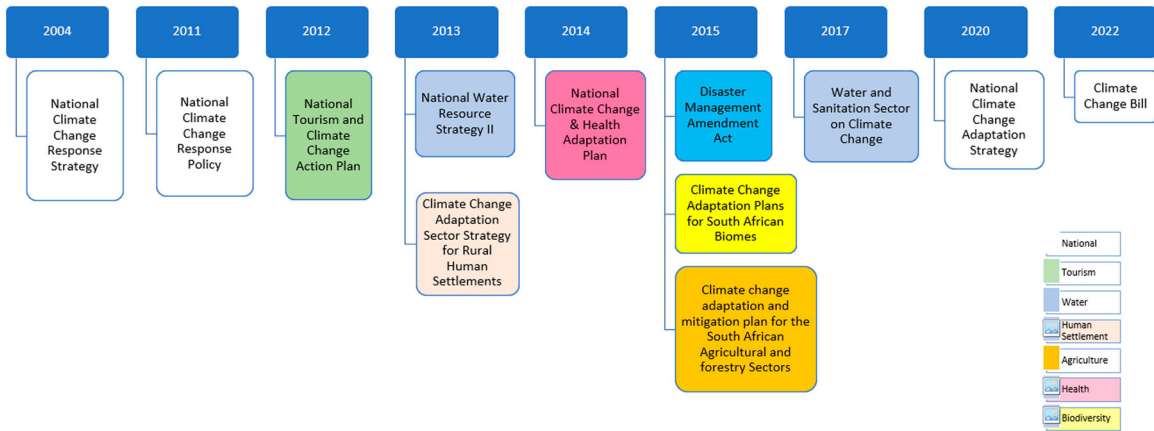 2004
2011
2012
2013
2014
2015
2017
2020
2022
National
Climate
Change
Response
Strategy
National
Climate
Change
Response
Policy
National
Tourism and
Climate
Change
Action Plan
National Water
Resource
Strategy II
Climate Change
Adaptation
Sector Strategy
for Rural
Human
Settlements
National
Climate Change
& Health
Adaptation
Plan
Disaster
Management
Amendment
Act
Climate Change
Adaptation Plans
for South African
Biomes
Climate change
adaptation and
mitigation plan for the
South African
Agricultural and
forestry Sectors
Water and
Sanitation Sector
on Climate
Change
National
Climate
Change
Adaptation
Strategy
Climate
Change Bill
National
Tourism
Water
Human
Settlement
Agriculture
Health
Biodiversity